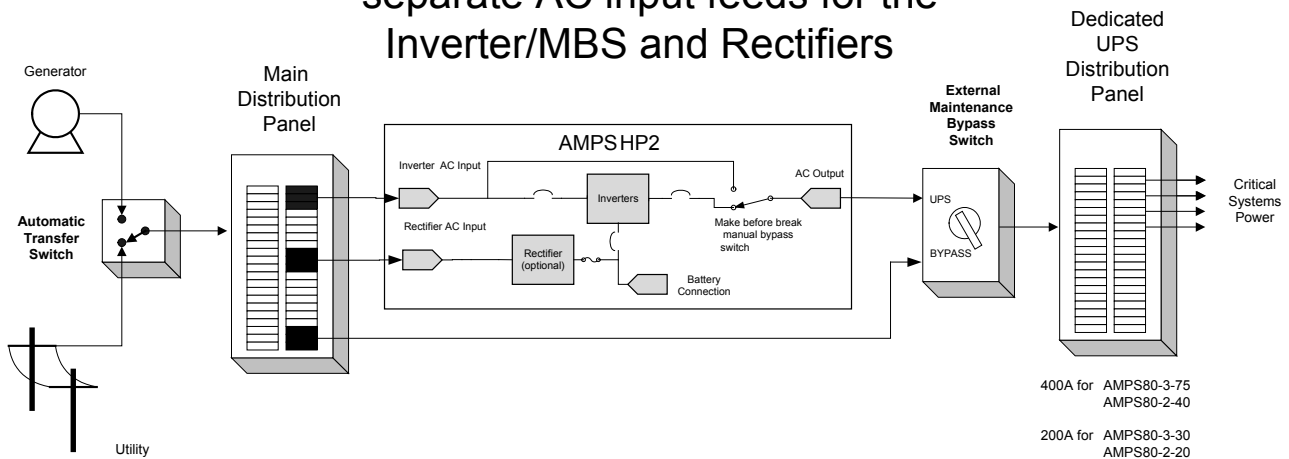 separate AC input feeds for the
Inverter/MBS and Rectifiers
Generator
Main
Distribution
Panel
Automatic
Transfer
Switch
Utility
AMPSHP2
Inverter AC Input
Rectifier AC Input
Inverters
Rectifier
(optional)
Battery
Connection
AC Output
Make before break
manual bypass
switch
External
Maintenance
Bypass
Switch
UPS
BYPASS
Dedicated
UPS
Distribution
Panel
Critical
Systems
Power
400A for AMPS80-3-75
AMPS80-2-40
200A for AMPS80-3-30
AMPS80-2-20